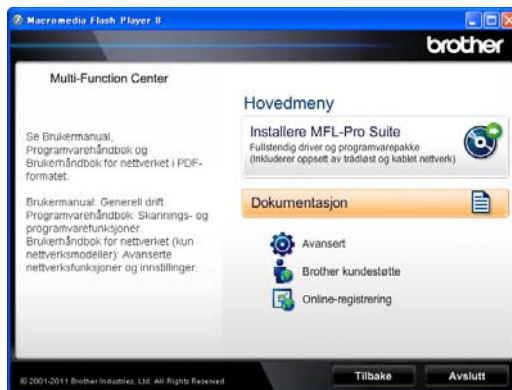 Macromedia Flash Player 8
brother
Multi-Function Center
Se Brukermanual,
Programvarehåndbok og
Brukerhåndbok for nettverket i PDF-
formatet.
Brukermanual: Generell drift.
Programvarehåndbok: Skannings- og
programvarefunksjoner.
Brukerhåndbok for nettverket (kun
nettverksmodeller): Avanserte
nettverksfunksjoner og innstillinger.
Hovedmeny
Installere MFL-Pro Suite
Fullstendig driver og programvarepakke
(Inkluderer oppsett av trådløst og kablet nettverk)
Dokumentasjon
Avansert
Brother kundestøtte
Online-registrering
© 2001-2011 Brother Industries, Ltd. All Rights Reserved.
Tilbake
Avslutt